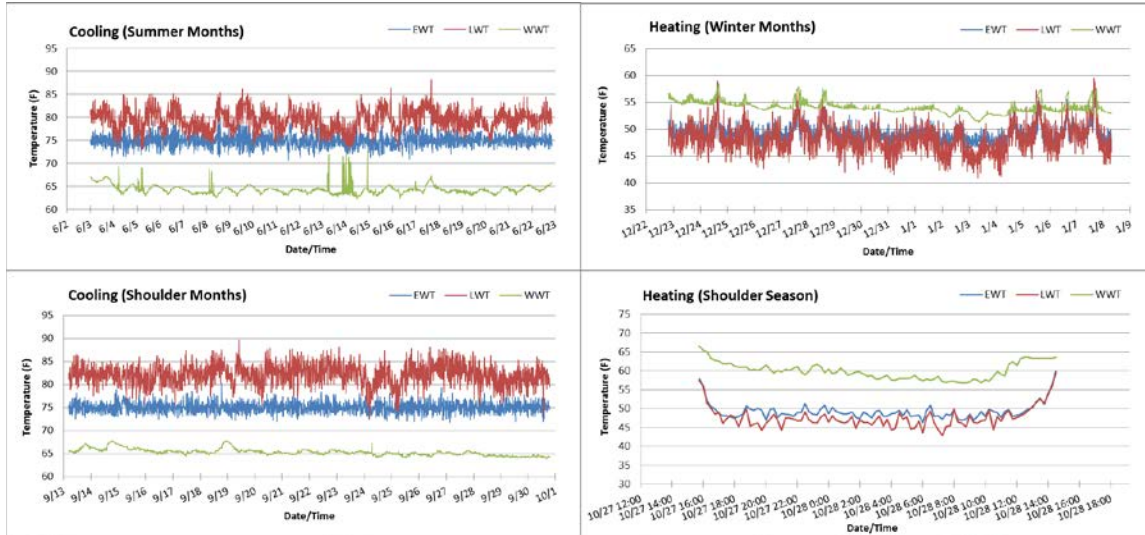 Cooling (Summer Months)
EWT LWT WWT
95
90
85
80
75
70
65
60
Temperature (F)
6/2 6/3 6/4 6/5 6/6 6/7 6/8 6/9 6/10 6/11 6/12 6/13 6/14 6/15 6/16 6/17 6/18 6/19 6/20 6/21 6/22 6/23
Date/Time
Heating (Winter Months)
EWT LWT WWT
65
60
55
50
45
40
35
Temperature (F)
12/22 12/23 12/24 12/25 12/26 12/27 12/28 12/29 12/30 12/31 1/1 1/2 1/3 1/4 1/5 1/6 1/7 1/8 1/9
Date/Time
Cooling (Shoulder Months)
EWT LWT WWT
95
90
85
80
75
70
65
60
Temperature (F)
9/13 9/14 9/15 9/16 9/17 9/18 9/19 9/20 9/21 9/22 9/23 9/24 9/25 9/26 9/27 9/28 9/29 9/30 10/1
Date/Time
Heating (Shoulder Season)
EWT LWT WWT
75
70
65
60
55
50
45
40
35
30
Temperature (F)
10/27 12:00 10/27 14:00 10/27 16:00 10/27 18:00 10/27 20:00 10/27 22:00 10/28 0:00 10/28 2:00 10/28 4:00 10/28 6:00 10/28 8:00 10/28 10:00 10/28 12:00 10/28 14:00 10/28 16:00 10/28 18:00
Date/Time